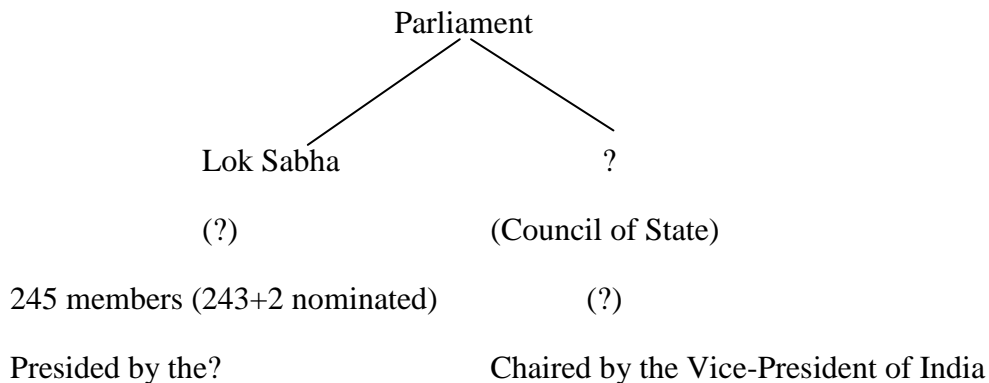 Parliament
Lok Sabha ?
(?) (Council of State)
245 members (243+2 nominated) (?)
Presided by the? Chaired by the Vice-President of India